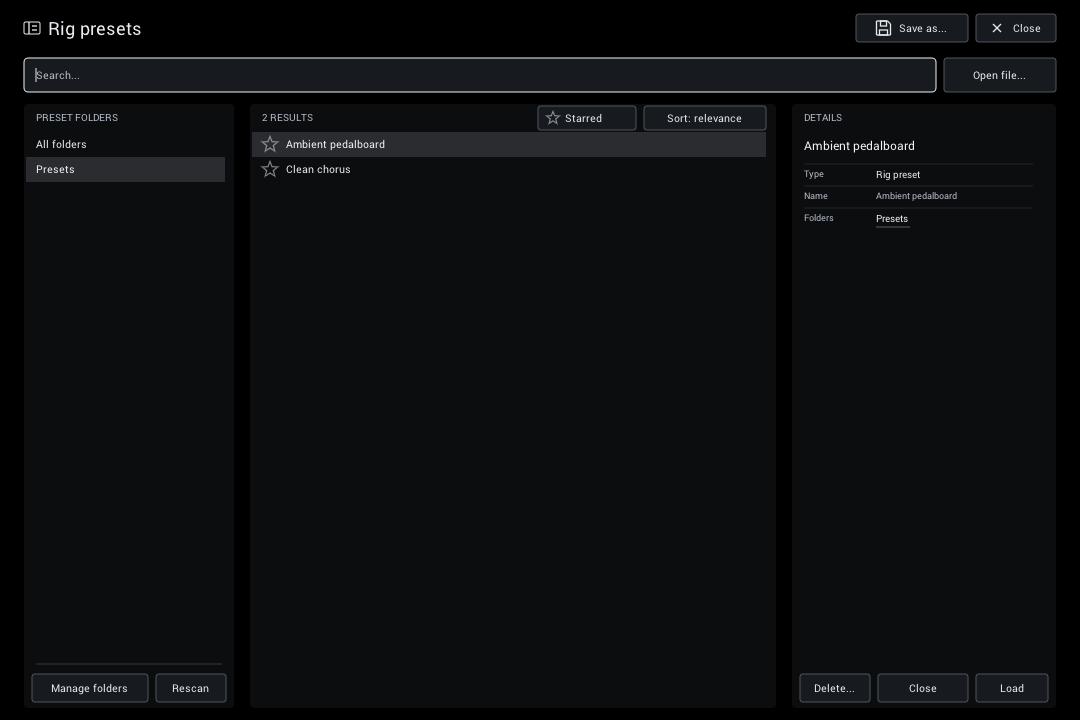 Rig presets
Save as...
Close
Search...
Open file...
PRESET FOLDERS
All folders
Presets
Manage folders
Rescan
2 RESULTS
Starred
Sort: relevance
Ambient pedalboard
Clean chorus
DETAILS
Ambient pedalboard
Type Rig preset
Name Ambient pedalboard
Folders Presets
Delete...
Close
Load